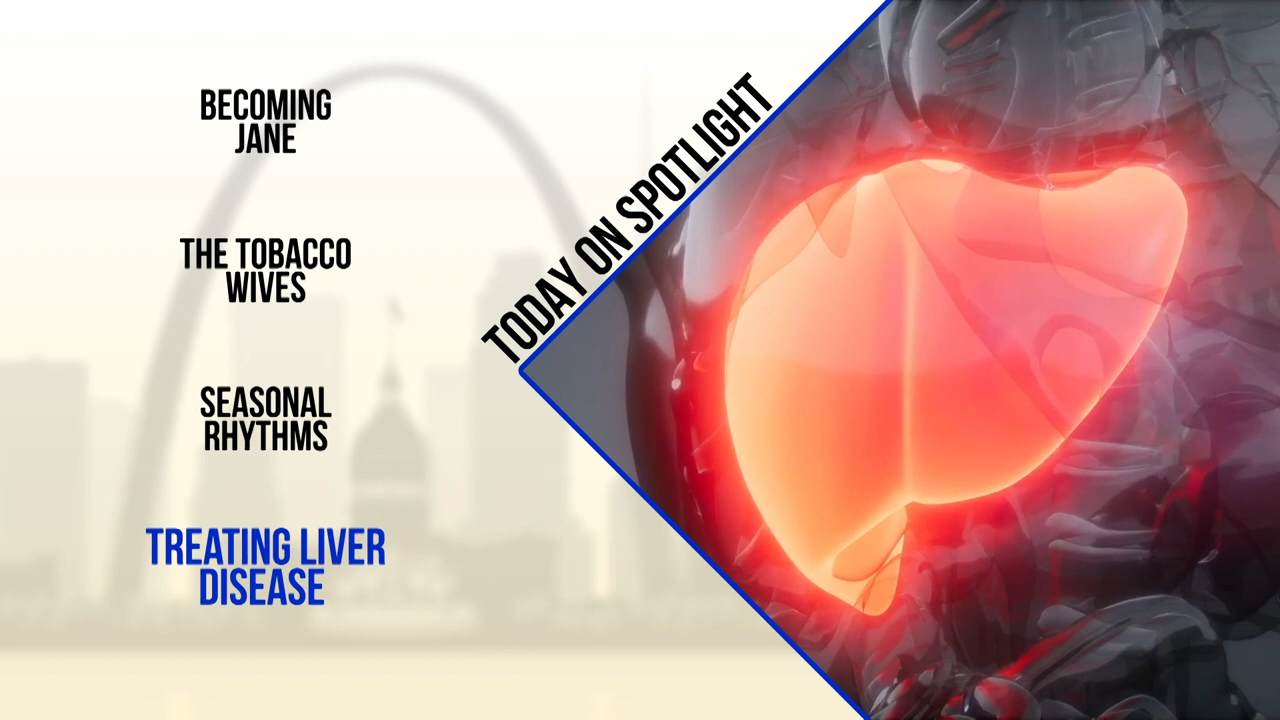 BECOMING
JANE
THE TOBACCO
WIVES
SEASONAL
RHYTHMS
TREATING LIVER
DISEASE
TODAY ON SPOTLIGHT